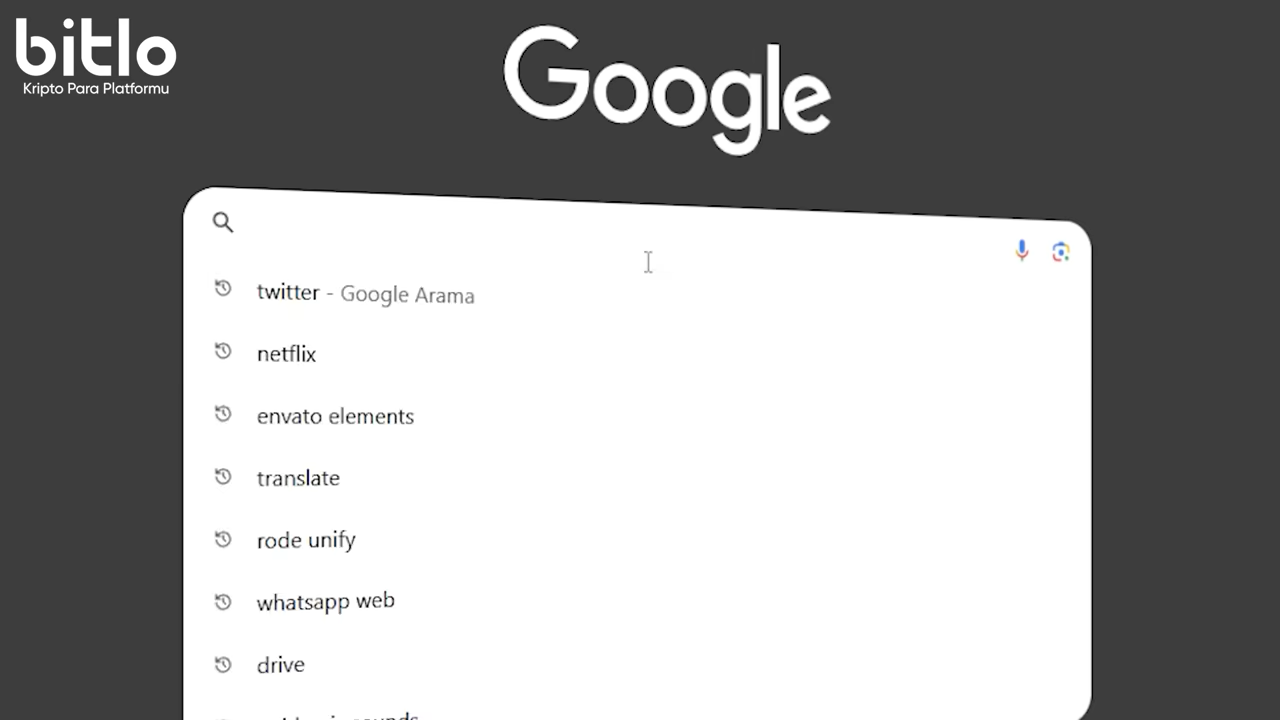 bitlo
Kripto Para Platformu
Google
twitter - Google Arama
netflix
envato elements
translate
rode unify
whatsapp web
drive